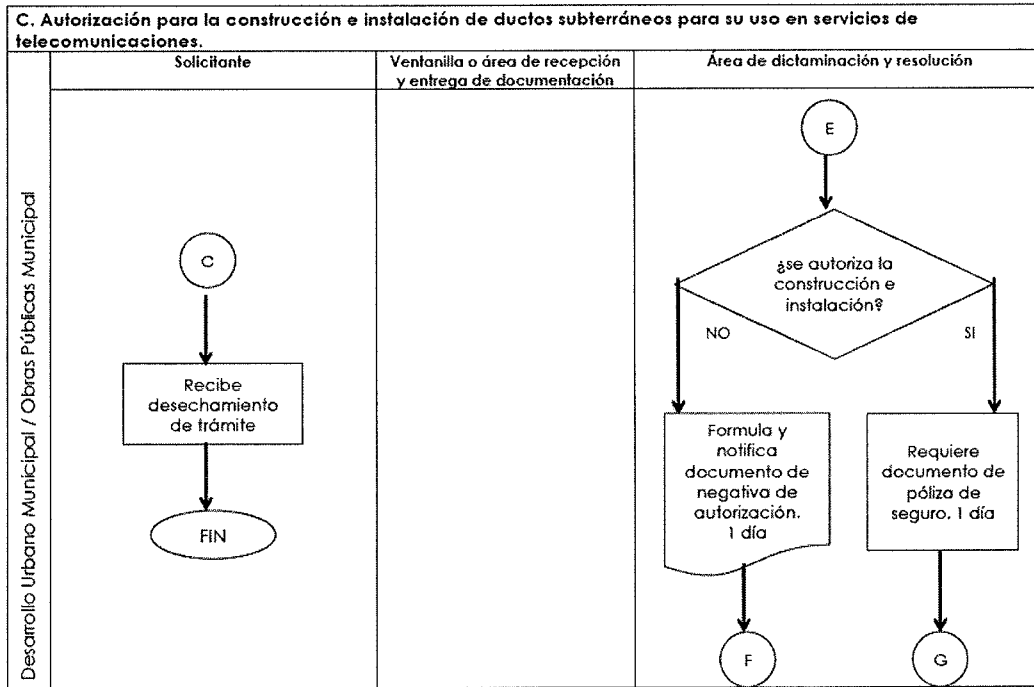 C. Autorización para la construcción e instalación de ductos subterráneos para su uso en servicios de
telecomunicaciones.
Solicitante
Ventanilla o área de recepción
y entrega de documentación
Área de dictaminación y resolución
Desarrollo Urbano Municipal / Obras Públicas Municipal
C
Recibe
desechamiento
de trámite
FIN
E
¿se autoriza la
construcción e
instalación?
NO
SI
Formula y
notifica
documento de
negativa de
autorización.
1 día
Requiere
documento de
póliza de
seguro. 1 día
F
G